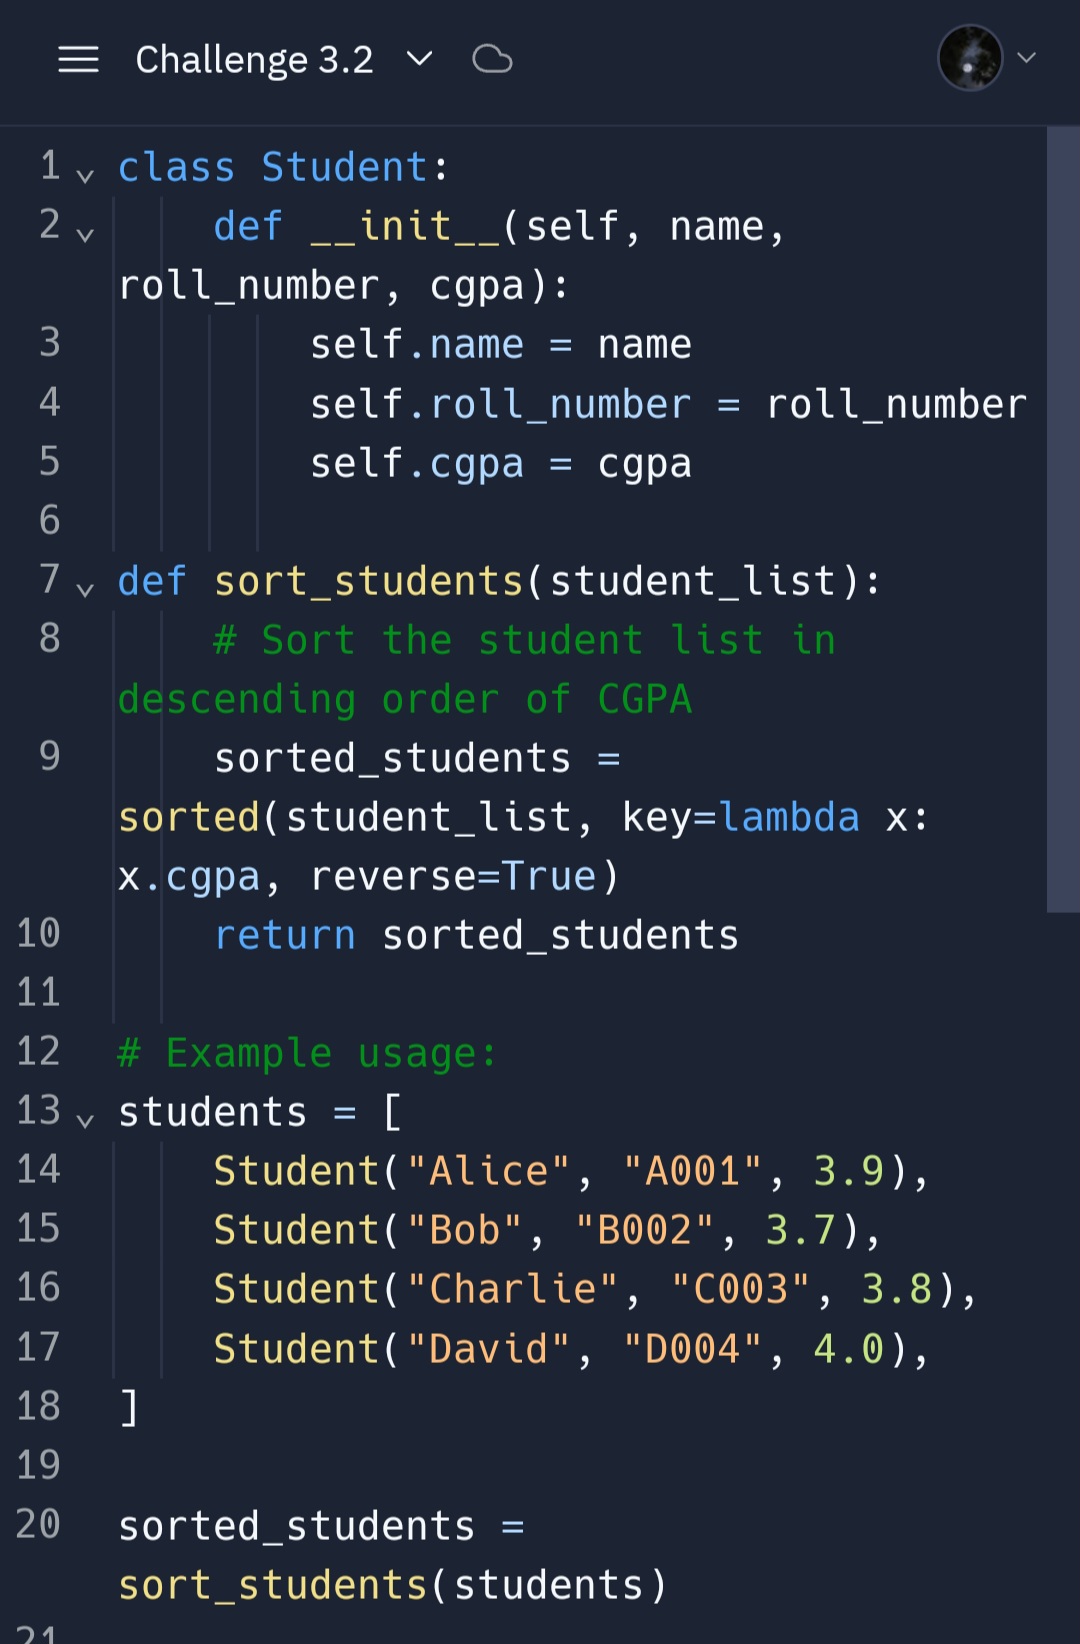 Challenge 3.2
1 class Student:
2 def __init__(self, name,
roll_number, cgpa):
3 self.name = name
4 self.roll_number = roll_number
5 self.cgpa = cgpa
6
7 def sort_students(student_list):
8 # Sort the student list in
descending order of CGPA
9 sorted_students =
sorted(student_list, key=lambda x:
x.cgpa, reverse=True)
10 return sorted_students
11
12 # Example usage:
13 students = [
14 Student("Alice", "A001", 3.9),
15 Student("Bob", "B002", 3.7),
16 Student("Charlie", "C003", 3.8),
17 Student("David", "D004", 4.0),
18 ]
19
20 sorted_students =
sort_students(students)
21